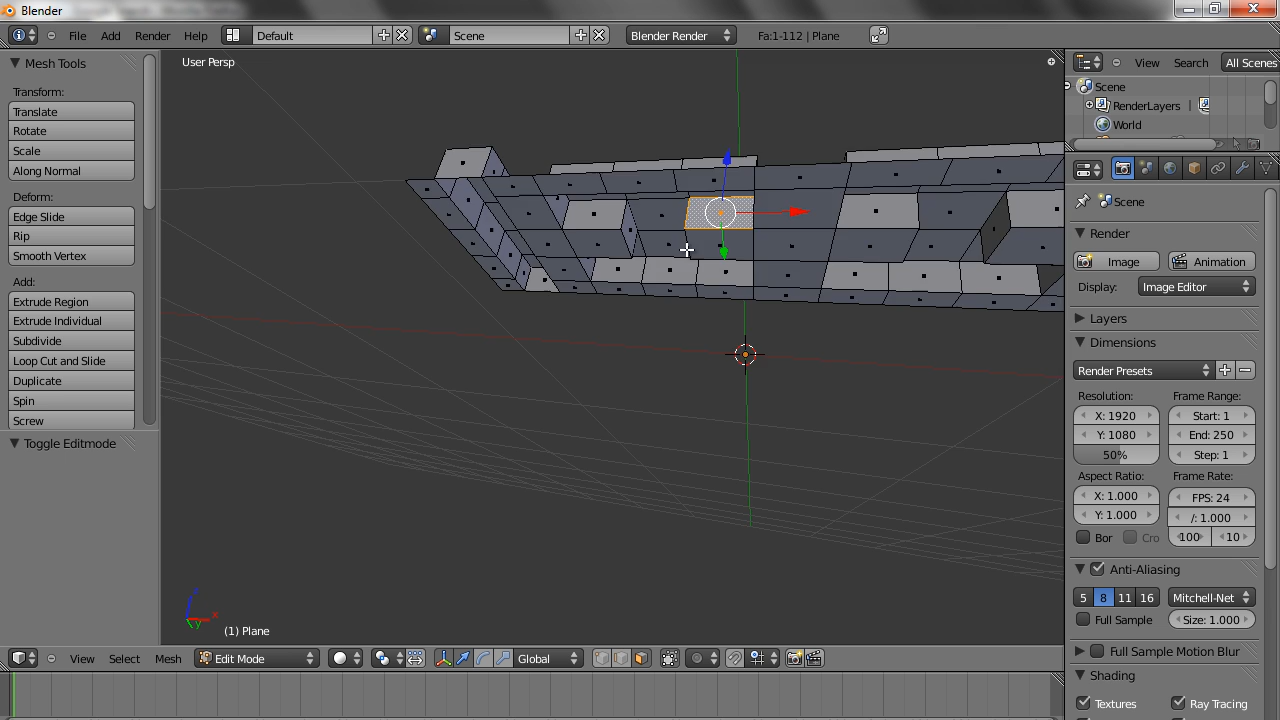 Blender
File Add Render Help Default Scene Blender Render Fa:1-112 | Plane
Mesh Tools
Transform:
Translate
Rotate
Scale
Along Normal
Deform:
Edge Slide
Rip
Smooth Vertex
Add:
Extrude Region
Extrude Individual
Subdivide
Loop Cut and Slide
Duplicate
Spin
Screw
Toggle Editmode
User Persp
x
y
(1) Plane
View Select Mesh Edit Mode Global
View Search All Scenes
Scene
RenderLayers |
World
Scene
Render
Image Animation
Display: Image Editor
Layers
Dimensions
Render Presets
Resolution: Frame Range:
X: 1920 Start: 1
Y: 1080 End: 250
50% Step: 1
Aspect Ratio: Frame Rate:
X: 1.000 FPS: 24
Y: 1.000 /: 1.000
Bor Cro 100 10
Anti-Aliasing
5 8 11 16 Mitchell-Net
Full Sample Size: 1.000
Full Sample Motion Blur
Shading
Textures Ray Tracing